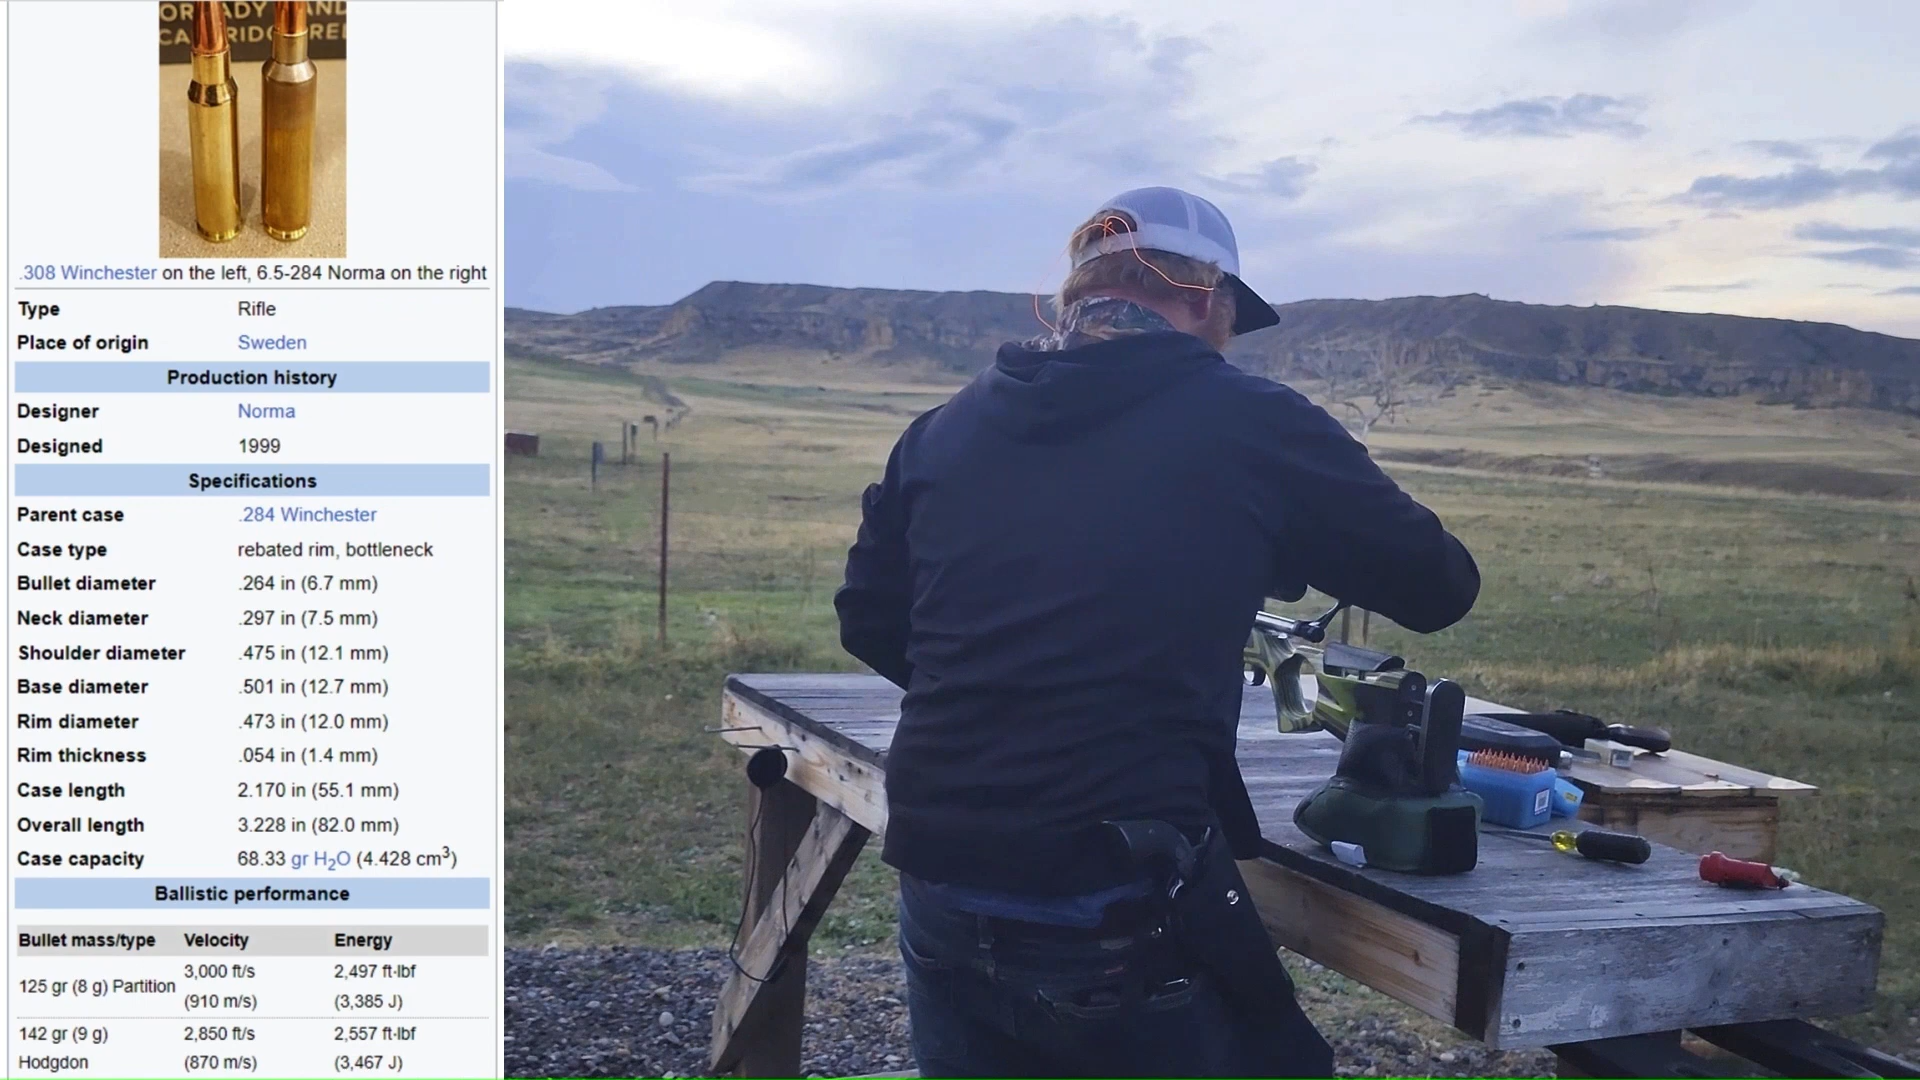 .308 Winchester on the left, 6.5-284 Norma on the right
Type Rifle
Place of origin Sweden
Production history
Designer Norma
Designed 1999
Specifications
Parent case .284 Winchester
Case type rebated rim, bottleneck
Bullet diameter .264 in (6.7 mm)
Neck diameter .297 in (7.5 mm)
Shoulder diameter .475 in (12.1 mm)
Base diameter .501 in (12.7 mm)
Rim diameter .473 in (12.0 mm)
Rim thickness .054 in (1.4 mm)
Case length 2.170 in (55.1 mm)
Overall length 3.228 in (82.0 mm)
Case capacity 68.33 gr H2O (4.428 cm3)
Ballistic performance
Bullet mass/type Velocity Energy
125 gr (8 g) Partition 3,000 ft/s (910 m/s) 2,497 ft·lbf (3,385 J)
142 gr (9 g) Hodgdon 2,850 ft/s (870 m/s) 2,557 ft·lbf (3,467 J)